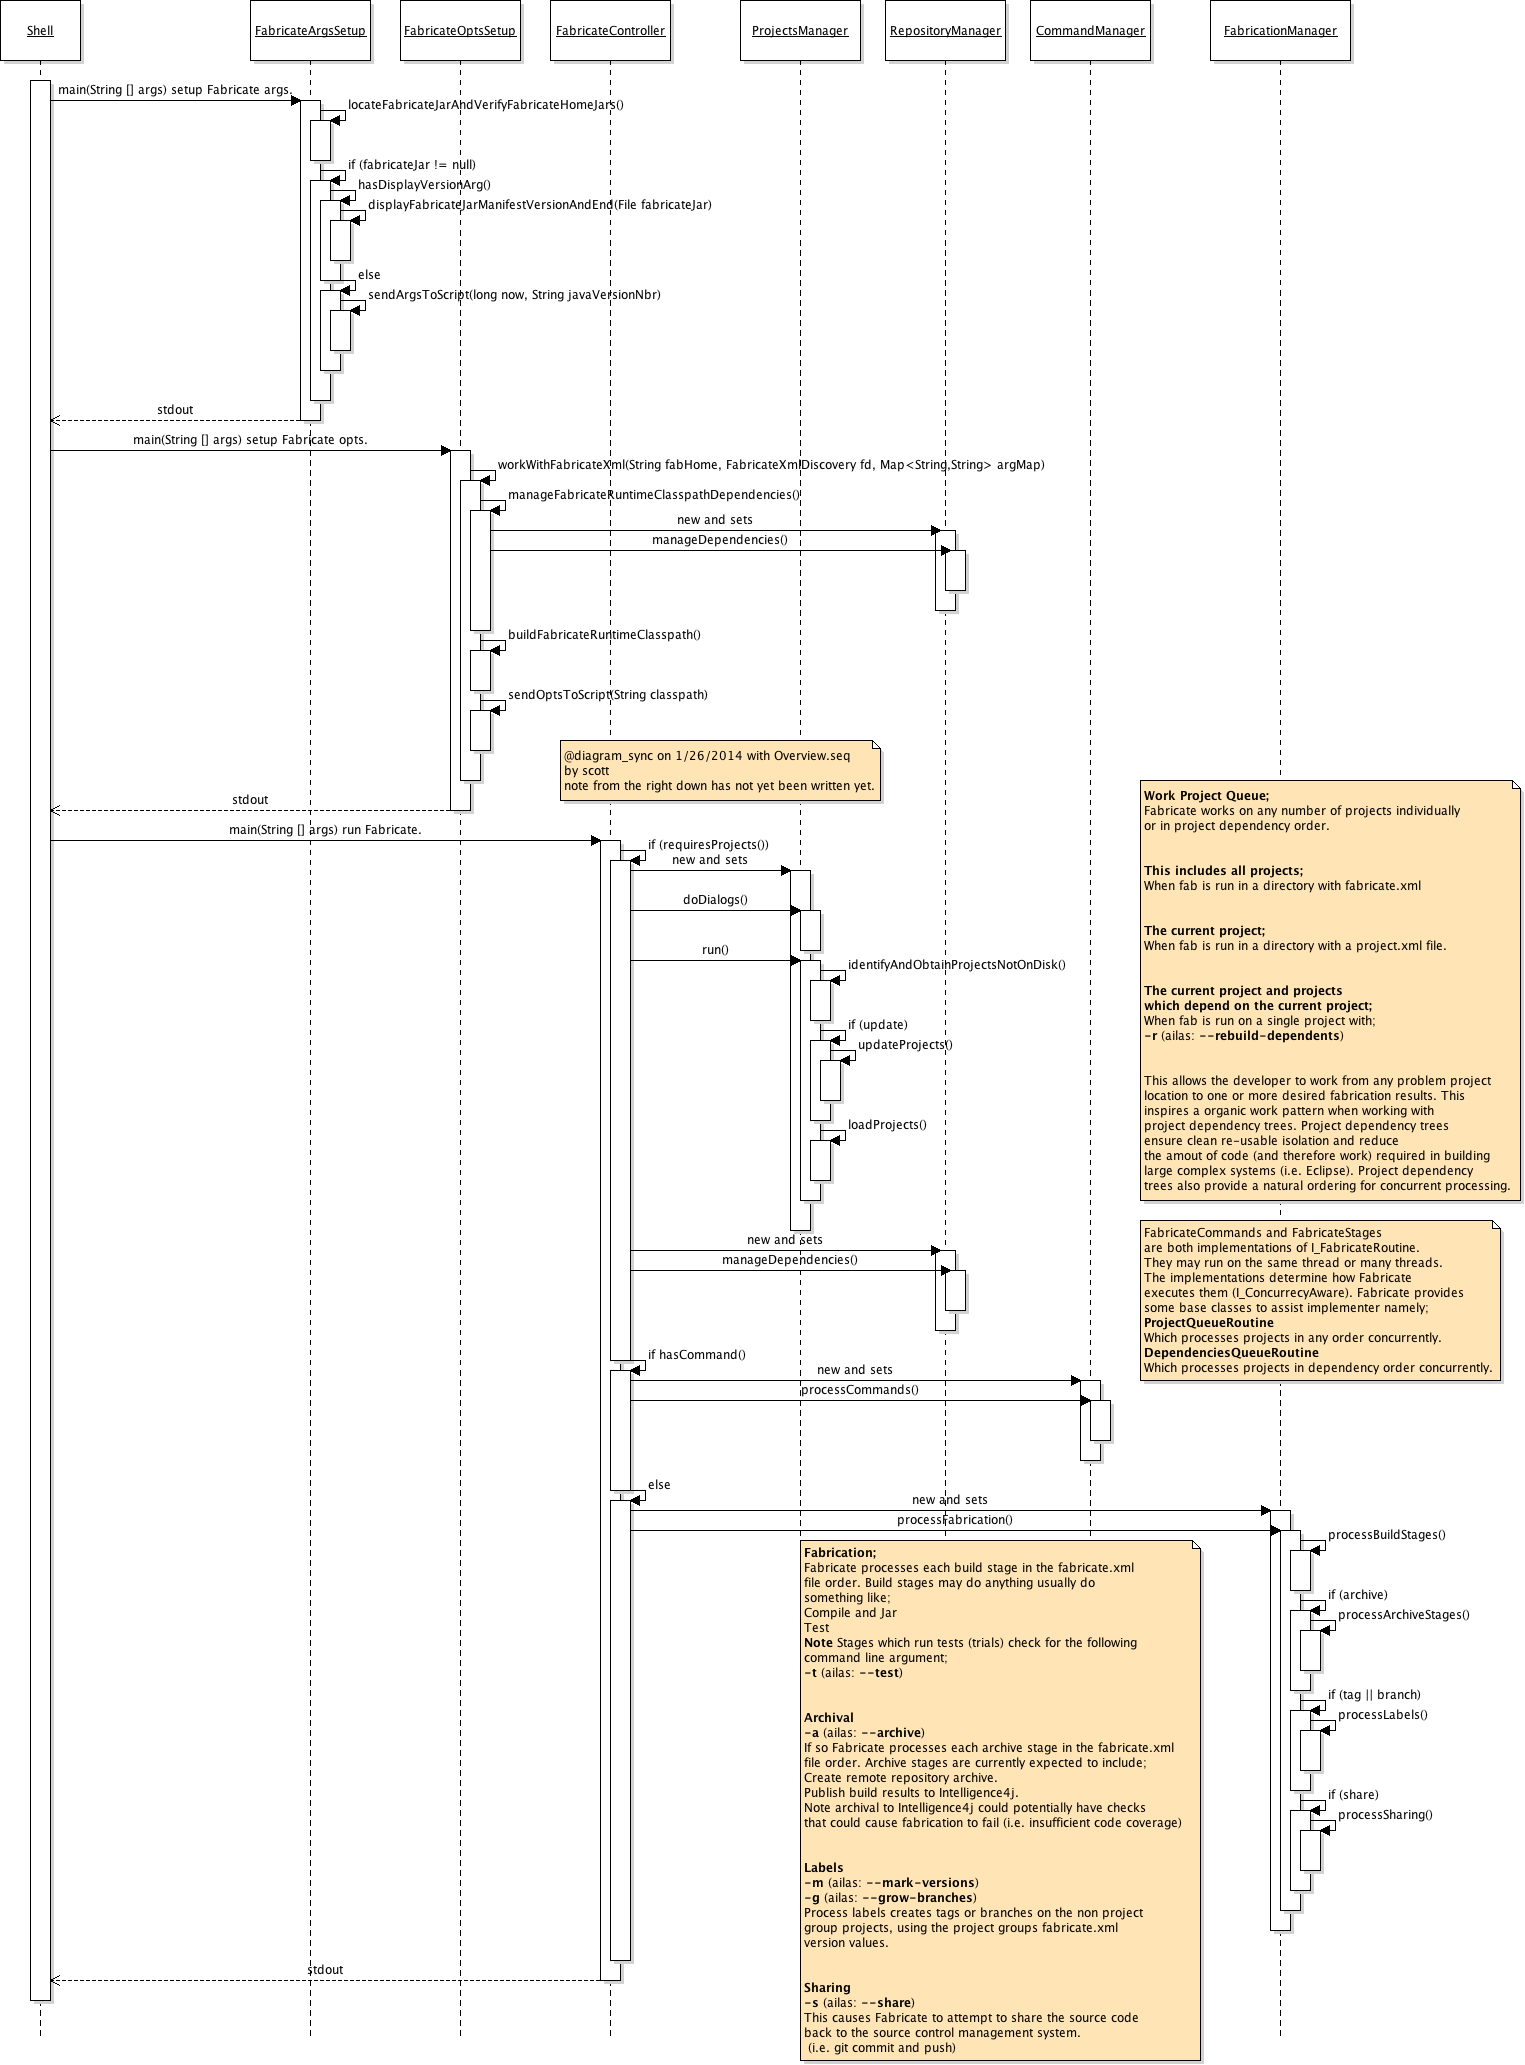 Shell
FabricateArgsSetup
FabricateOptsSetup
FabricateController
ProjectsManager
RepositoryManager
CommandManager
FabricationManager
main(String [] args) setup Fabricate args.
locateFabricateJarAndVerifyFabricateHomeJars()
if (fabricateJar != null)
hasDisplayVersionArg()
displayFabricateJarManifestVersionAndEnd(File fabricateJar)
else
sendArgsToScript(long now, String javaVersionNbr)
stdout
main(String [] args) setup Fabricate opts.
workWithFabricateXml(String fabHome, FabricateXmlDiscovery fd, Map<String,String> argMap)
manageFabricateRuntimeClasspathDependencies()
new and sets
manageDependencies()
buildFabricateRuntimeClasspath()
sendOptsToScript(String classpath)
@diagram_sync on 1/26/2014 with Overview.seq
by scott
note from the right down has not yet been written yet.
stdout
main(String [] args) run Fabricate.
if (requiresProjects())
new and sets
doDialogs()
run()
identifyAndObtainProjectsNotOnDisk()
if (update)
updateProjects()
loadProjects()
new and sets
manageDependencies()
if hasCommand()
new and sets
processCommands()
else
new and sets
processFabrication()
Work Project Queue;
Fabricate works on any number of projects individually
or in project dependency order.
This includes all projects;
When fab is run in a directory with fabricate.xml
The current project;
When fab is run in a directory with a project.xml file.
The current project and projects
which depend on the current project;
When fab is run on a single project with;
-r (ailas: --rebuild-dependents)
This allows the developer to work from any problem project
location to one or more desired fabrication results. This
inspires a organic work pattern when working with
project dependency trees. Project dependency trees
ensure clean re-usable isolation and reduce
the amout of code (and therefore work) required in building
large complex systems (i.e. Eclipse). Project dependency
trees also provide a natural ordering for concurrent processing.
FabricateCommands and FabricateStages
are both implementations of I_FabricateRoutine.
They may run on the same thread or many threads.
The implementations determine how Fabricate
executes them (I_ConcurrecyAware). Fabricate provides
some base classes to assist implementer namely;
ProjectQueueRoutine
Which processes projects in any order concurrently.
DependenciesQueueRoutine
Which processes projects in dependency order concurrently.
processBuildStages()
if (archive)
processArchiveStages()
if (tag || branch)
processLabels()
if (share)
processSharing()
Fabrication;
Fabricate processes each build stage in the fabricate.xml
file order. Build stages may do anything usually do
something like;
Compile and Jar
Test
Note Stages which run tests (trials) check for the following
command line argument;
-t (ailas: --test)
Archival
-a (ailas: --archive)
If so Fabricate processes each archive stage in the fabricate.xml
file order. Archive stages are currently expected to include;
Create remote repository archive.
Publish build results to Intelligence4j.
Note archival to Intelligence4j could potentially have checks
that could cause fabrication to fail (i.e. insufficient code coverage)
Labels
-m (ailas: --mark-versions)
-g (ailas: --grow-branches)
Process labels creates tags or branches on the non project
group projects, using the project groups fabricate.xml
version values.
Sharing
-s (ailas: --share)
This causes Fabricate to attempt to share the source code
back to the source control management system.
(i.e. git commit and push)
stdout